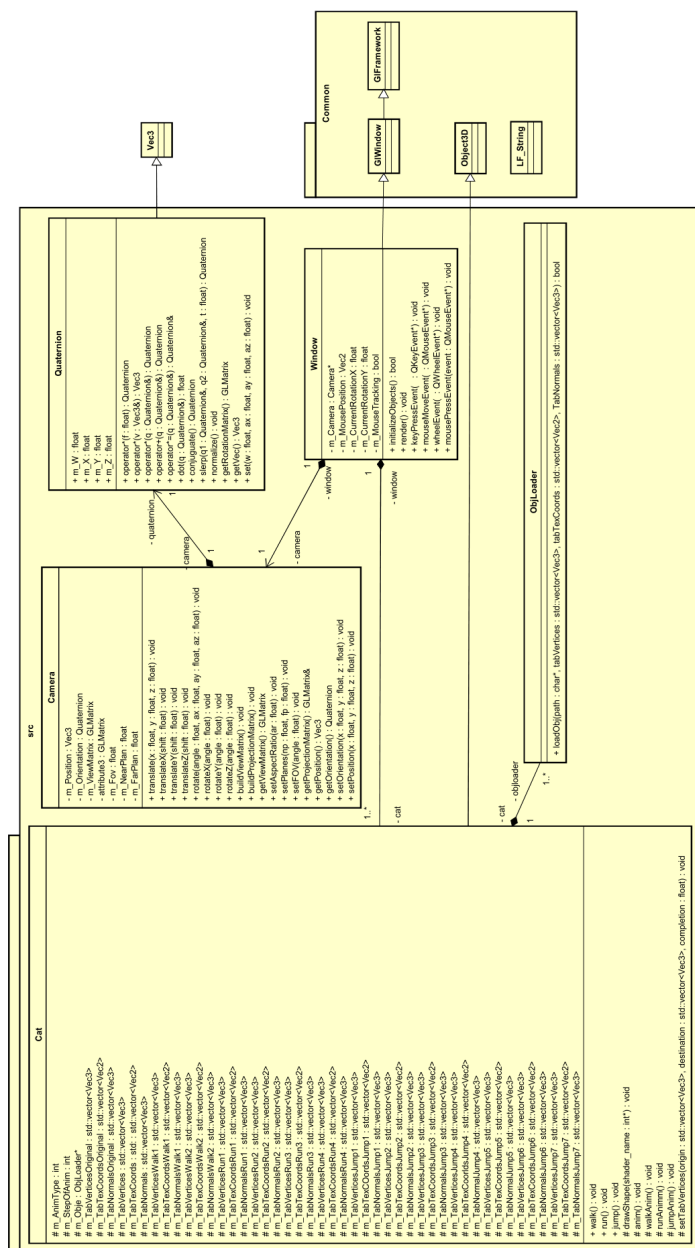 src
Cat
# m_AnimType : int
# m_StepOfAnim : int
# m_Obje : ObjLoader*
# m_TabVerticesOriginal : std::vector<Vec3>
# m_TabTexCoordsOriginal : std::vector<Vec2>
# m_TabNormalsOriginal : std::vector<Vec3>
# m_TabVertices : std::vector<Vec3>
# m_TabTexCoords : std: : std::vector<Vec2>
# m_TabNormals : std::vector<Vec3>
# m_TabVerticesWalk1 : std::vector<Vec3>
# m_TabTexCoordsWalk1 : std::vector<Vec2>
# m_TabNormalsWalk1 : std::vector<Vec3>
# m_TabVerticesWalk2 : std::vector<Vec3>
# m_TabTexCoordsWalk2 : std::vector<Vec2>
# m_TabNormalsWalk2 : std::vector<Vec3>
# m_TabVerticesRun1 : std::vector<Vec3>
# m_TabTexCoordsRun1 : std::vector<Vec2>
# m_TabNormalsRun1 : std::vector<Vec3>
# m_TabVerticesRun2 : std::vector<Vec3>
# m_TabTexCoordsRun2 : std::vector<Vec2>
# m_TabNormalsRun2 : std::vector<Vec3>
# m_TabVerticesRun3 : std::vector<Vec3>
# m_TabTexCoordsRun3 : std::vector<Vec2>
# m_TabNormalsRun3 : std::vector<Vec3>
# m_TabVerticesRun4 : std::vector<Vec3>
# m_TabTexCoordsRun4 : std::vector<Vec2>
# m_TabNormalsRun4 : std::vector<Vec3>
# m_TabVerticesJump1 : std::vector<Vec3>
# m_TabTexCoordsJump1 : std::vector<Vec2>
# m_TabNormalsJump1 : std::vector<Vec3>
# m_TabVerticesJump2 : std::vector<Vec3>
# m_TabTexCoordsJump2 : std::vector<Vec2>
# m_TabNormalsJump2 : std::vector<Vec3>
# m_TabVerticesJump3 : std::vector<Vec3>
# m_TabTexCoordsJump3 : std::vector<Vec2>
# m_TabNormalsJump3 : std::vector<Vec3>
# m_TabVerticesJump4 : std::vector<Vec3>
# m_TabTexCoordsJump4 : std::vector<Vec2>
# m_TabNormalsJump4 : std::vector<Vec3>
# m_TabVerticesJump5 : std::vector<Vec3>
# m_TabTexCoordsJump5 : std::vector<Vec2>
# m_TabNormalsJump5 : std::vector<Vec3>
# m_TabVerticesJump6 : std::vector<Vec3>
# m_TabTexCoordsJump6 : std::vector<Vec2>
# m_TabNormalsJump6 : std::vector<Vec3>
# m_TabVerticesJump7 : std::vector<Vec3>
# m_TabTexCoordsJump7 : std::vector<Vec2>
# m_TabNormalsJump7 : std::vector<Vec3>
+ walk() : void
+ run() : void
+ jump() : void
# drawShape(shader_name : int*) : void
# anim() : void
# walkAnim() : void
# runAnimm() : void
# jumpAnim() : void
# setTabVertices(origin : std::vector<Vec3>, destination : std::vector<Vec3>, completion : float) : void
Camera
- m_Position : Vec3
- m_Orientation : Quaternion
- m_ViewMatrix : GLMatrix
- attribute3 : GLMatrix
- m_Fov : float
- m_NearPlan : float
- m_FarPlan : float
+ translate(x : float, y : float, z : float) : void
+ translateX(shift : float) : void
+ translateY(shift : float) : void
+ translateZ(shift : float) : void
+ rotate(angle : float, ax : float, ay : float, az : float) : void
+ rotateX(angle : float) : void
+ rotateY(angle : float) : void
+ rotateZ(angle : float) : void
+ buildViewMatrix() : void
+ buildProjectionMatrix() : void
+ getViewMatrix() : GLMatrix
+ setAspectRatio(ar : float) : void
+ setPlanes(np : float, fp : float) : void
+ setFOV(angle : float) : void
+ getProjectionMatrix() : GLMatrix&
+ getPosition() : Vec3
+ getOrientation() : Quaternion
+ setOrientation(x : float, y : float, z : float) : void
+ setPosition(x : float, y : float, z : float) : void
Quaternion
+ m_W : float
+ m_X : float
+ m_Y : float
+ m_Z : float
+ operator*(f : float) : Quaternion
+ operator*(v : Vec3&) : Vec3
+ operator*(q : Quaternion&) : Quaternion
+ operator+(q : Quaternion&) : Quaternion
+ operator*=(q : Quaternion&) : Quaternion&
+ dot(q : Quaternion&) : float
+ conjuguate() : Quaternion
+ slerp(q1 : Quaternion&, q2 : Quaternion&, t : float) : Quaternion
+ normalize() : void
+ getRotationMatrix() : GLMatrix
+ getVec() : Vec3
+ set(w : float, ax : float, ay : float, az : float) : void
Vec3
- quaternion
1
- camera
1
Window
- m_Camera : Camera*
- m_MousePosition : Vec2
- m_CurrentRotationX : float
- m_CurrentRotationY : float
- m_MouseTracking : bool
+ initializeObjects() : bool
+ render() : void
+ keyPressEvent( : QKeyEvent*) : void
+ mouseMoveEvent( : QMouseEvent*) : void
+ wheelEvent( : QWheelEvent*) : void
+ mousePressEvent(event : QMouseEvent*) : void
1
- window
1
- camera
1
- window
1..*
- cat
ObjLoader
+ loadObj(path : char*, tabVertices : std::vector<Vec3>, tabTexCoords : std::vector<Vec2>, TabNormals : std::vector<Vec3>) : bool
- cat
1
- objloader
1..*
Common
GlFramework
GlWindow
Object3D
LF_String